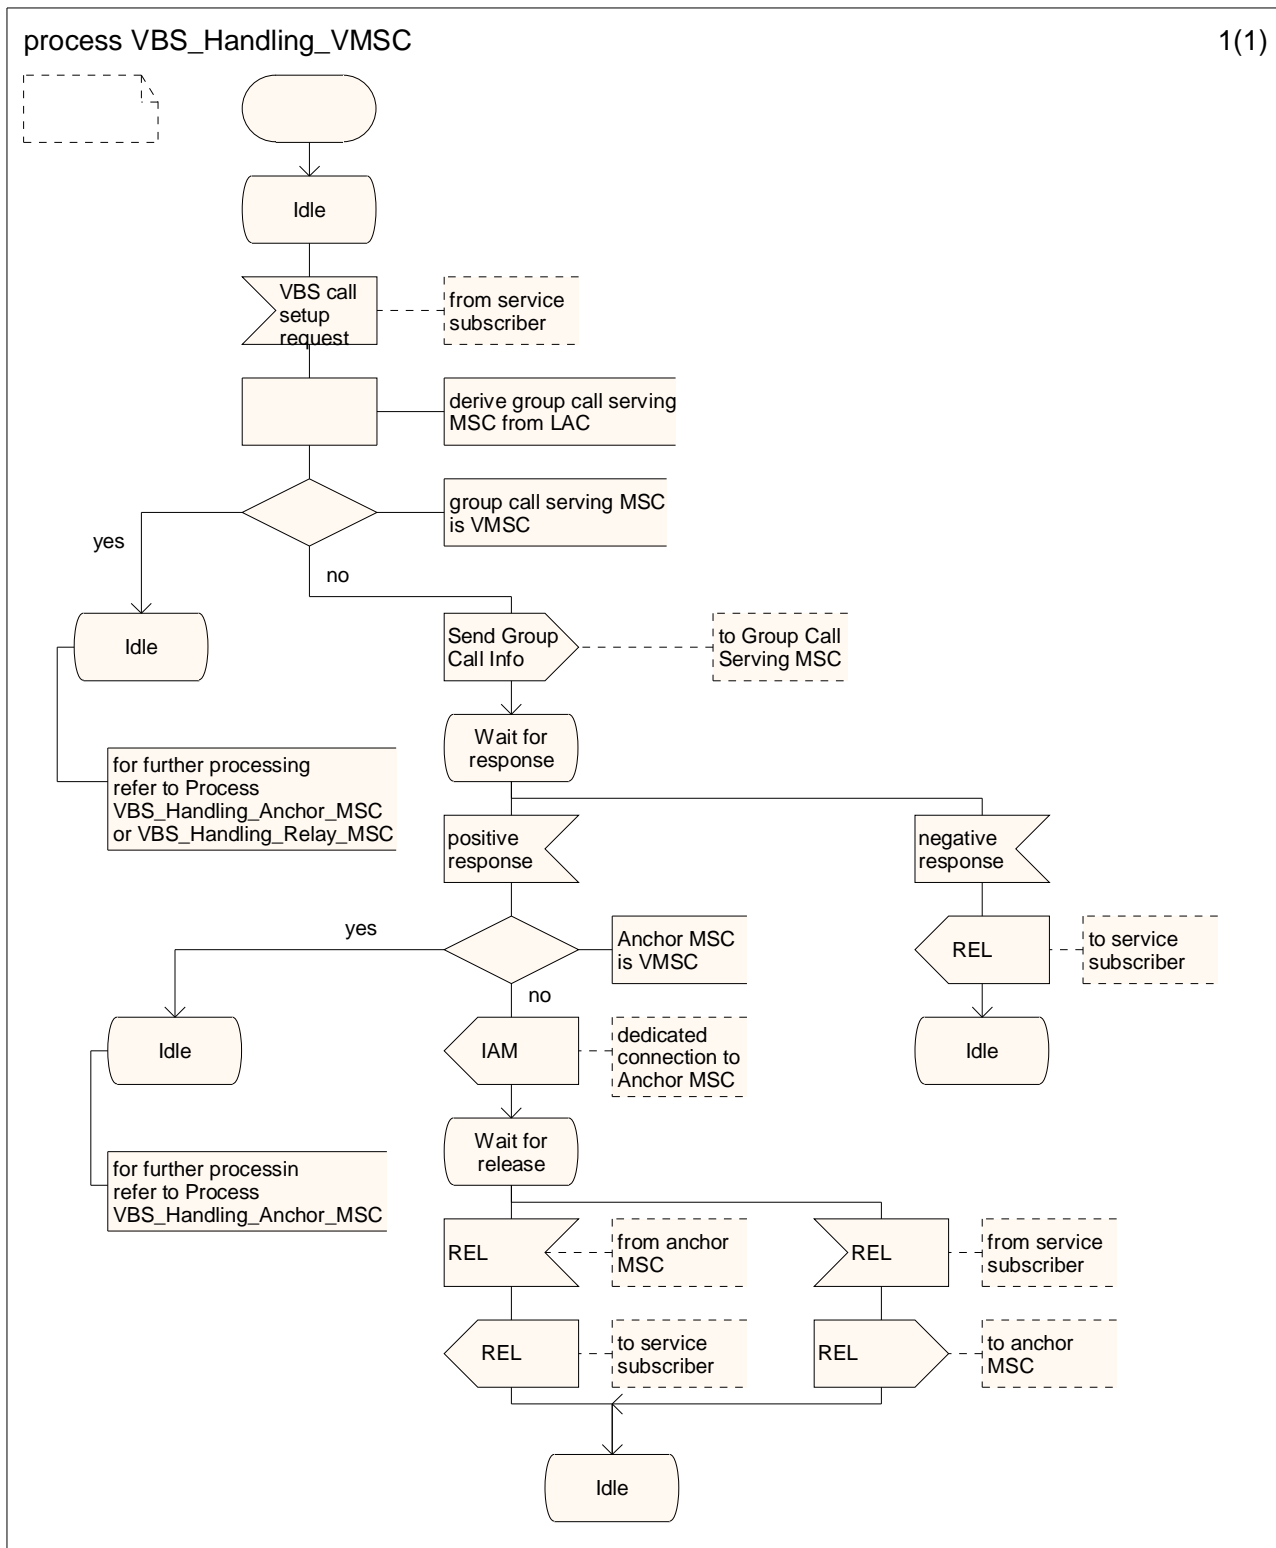 process VBS_Handling_VMSC
1(1)
Idle
VBS call
setup
request
from service
subscriber
derive group call serving
MSC from LAC
group call serving MSC
is VMSC
yes
no
Idle
Send Group
Call Info
to Group Call
Serving MSC
Wait for
response
for further processing
refer to Process
VBS_Handling_Anchor_MSC
or VBS_Handling_Relay_MSC
positive
response
negative
response
yes
Anchor MSC
is VMSC
no
REL
to service
subscriber
Idle
IAM
dedicated
connection to
Anchor MSC
Idle
Wait for
release
for further processin
refer to Process
VBS_Handling_Anchor_MSC
REL
from anchor
MSC
REL
from service
subscriber
REL
to service
subscriber
REL
to anchor
MSC
Idle